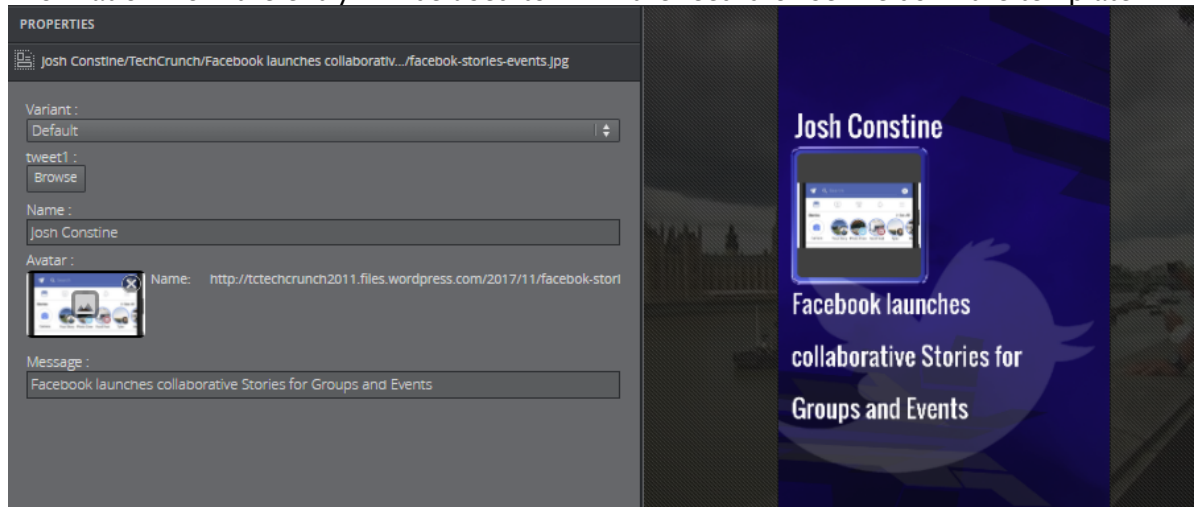 PROPERTIES
Josh Constine/TechCrunch/Facebook launches collaborativ.../facebok-stories-events.jpg
Variant :
Default
tweet1 :
Browse
Name :
Josh Constine
Avatar :
Name: http://tctechcrunch2011.files.wordpress.com/2017/11/facebok-stori
Message :
Facebook launches collaborative Stories for Groups and Events
Josh Constine
Facebook launches
collaborative Stories for
Groups and Events